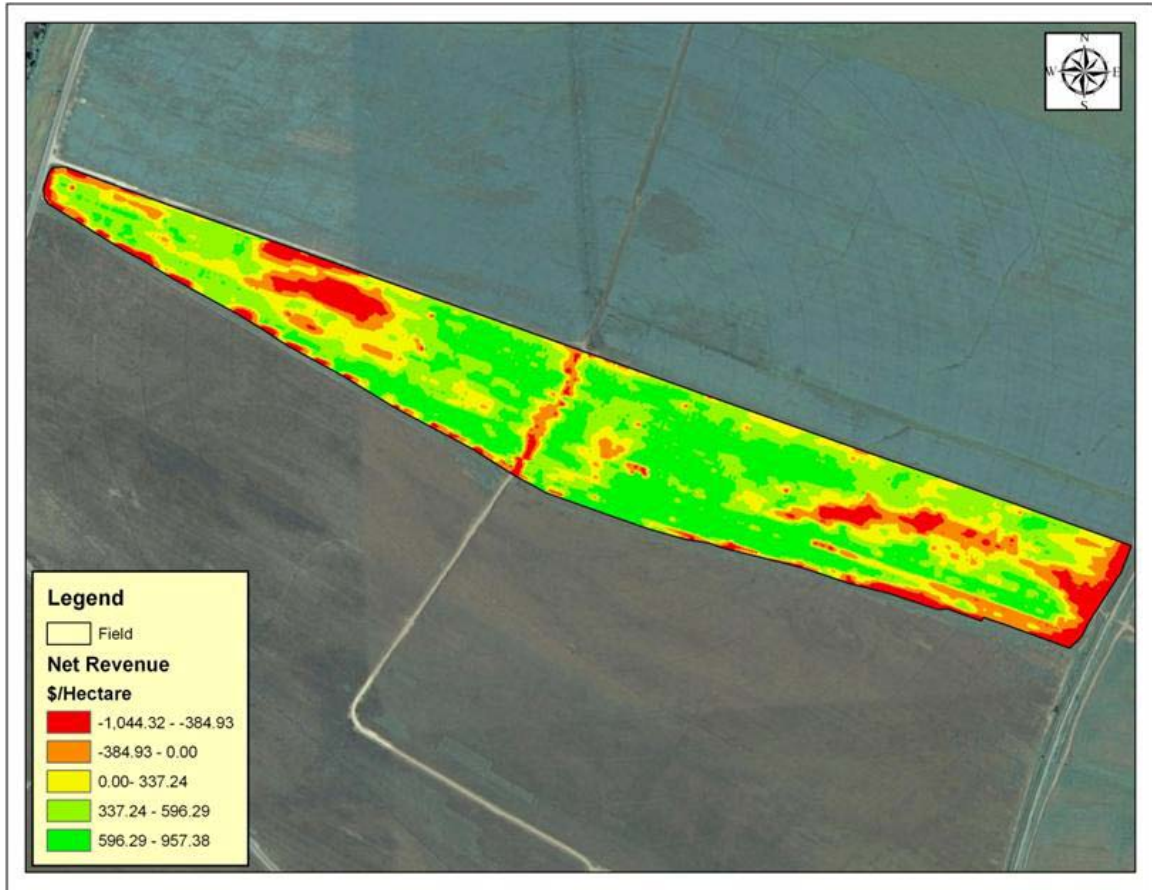 N
W E
S
Legend
Field
Net Revenue
$/Hectare
-1,044.32 - -384.93
-384.93 - 0.00
0.00- 337.24
337.24 - 596.29
596.29 - 957.38